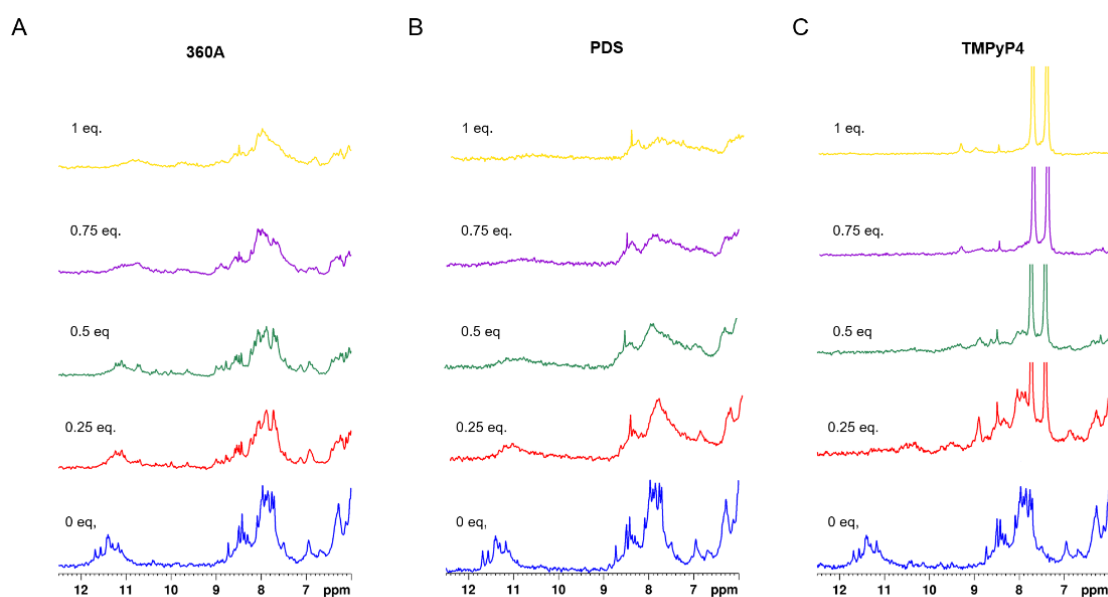 A
360A
1 eq.
0.75 eq.
0.5 eq
0.25 eq.
0 eq,
12 11 10 9 8 7 ppm
B
PDS
1 eq.
0.75 eq.
0.5 eq
0.25 eq.
0 eq,
12 11 10 9 8 7 ppm
C
TMPyP4
1 eq.
0.75 eq.
0.5 eq
0.25 eq.
0 eq,
12 11 10 9 8 7 ppm